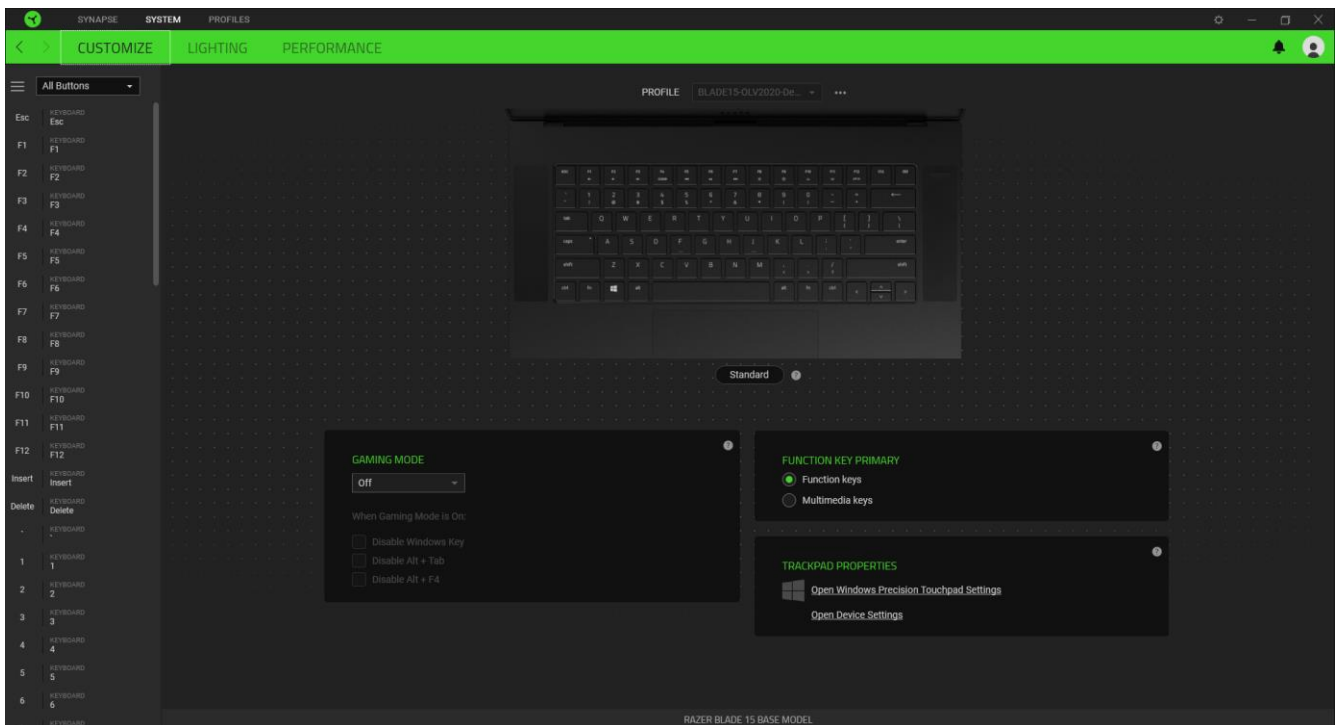 SYNAPSE SYSTEM PROFILES
CUSTOMIZE LIGHTING PERFORMANCE
All Buttons
PROFILE BLADE15-OLV2020-De...
Esc KEYBOARD
Esc
F1 KEYBOARD
F1
F2 KEYBOARD
F2
F3 KEYBOARD
F3
F4 KEYBOARD
F4
F5 KEYBOARD
F5
F6 KEYBOARD
F6
F7 KEYBOARD
F7
F8 KEYBOARD
F8
F9 KEYBOARD
F9
F10 KEYBOARD
F10
F11 KEYBOARD
F11
F12 KEYBOARD
F12
Insert KEYBOARD
Insert
Delete KEYBOARD
Delete
KEYBOARD
1 KEYBOARD
1
2 KEYBOARD
2
3 KEYBOARD
3
4 KEYBOARD
4
5 KEYBOARD
5
6 KEYBOARD
6
KEYBOARD
Q W E R T Y U I O P
A S D F G H J K L
Z X C V B N M
Standard
GAMING MODE
Off
When Gaming Mode is On:
Disable Windows Key
Disable Alt + Tab
Disable Alt + F4
FUNCTION KEY PRIMARY
Function keys
Multimedia keys
TRACKPAD PROPERTIES
Open Windows Precision Touchpad Settings
Open Device Settings
RAZER BLADE 15 BASE MODEL